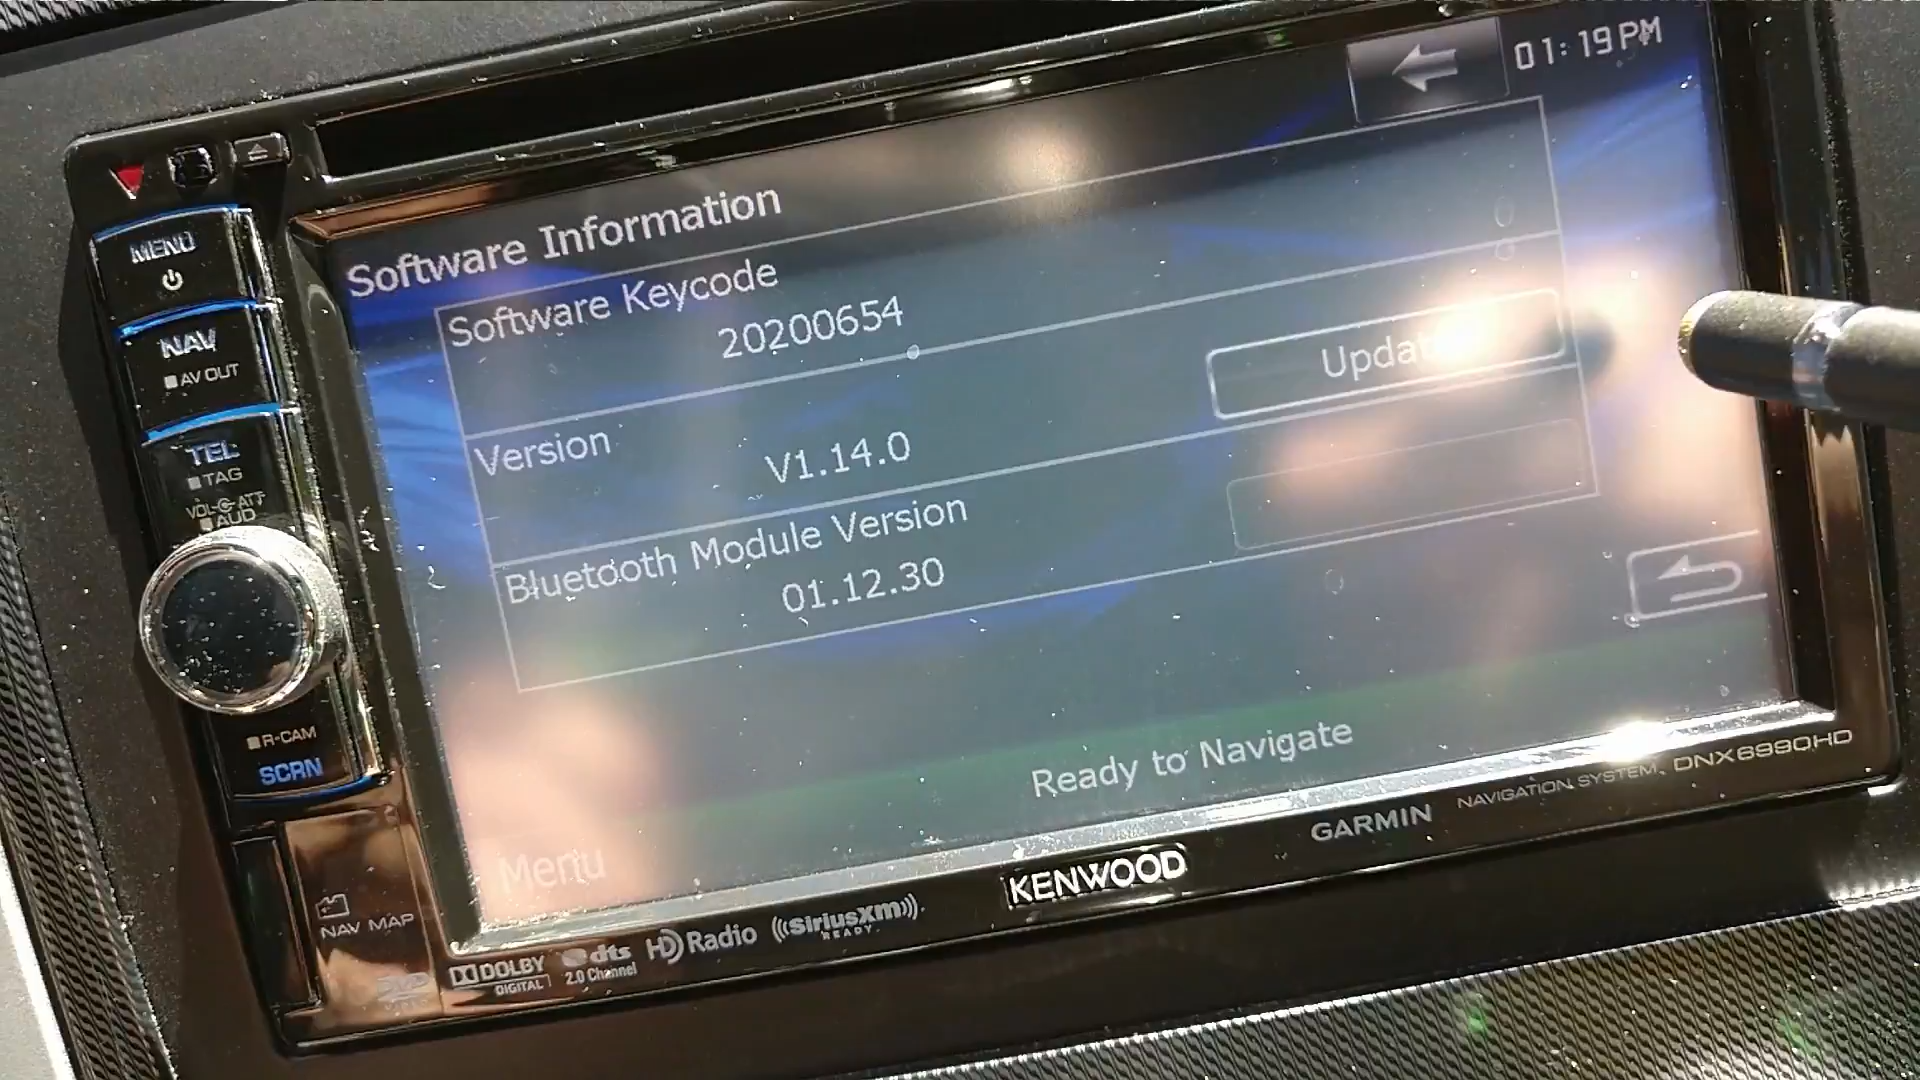 01:19 PM
Software Information
Software Keycode
20200654
Version
V1.14.0
Bluetooth Module Version
01.12.30
Ready to Navigate
Menu
MENU
NAV
AV OUT
TEL
TAG
VOL ATT
AUD
R-CAM
SCRN
NAV MAP
DOLBY
DIGITAL
dts
2.0 Channel
HD Radio
((SiriusXM))
READY
KENWOOD
GARMIN
NAVIGATION SYSTEM DNX6990HD